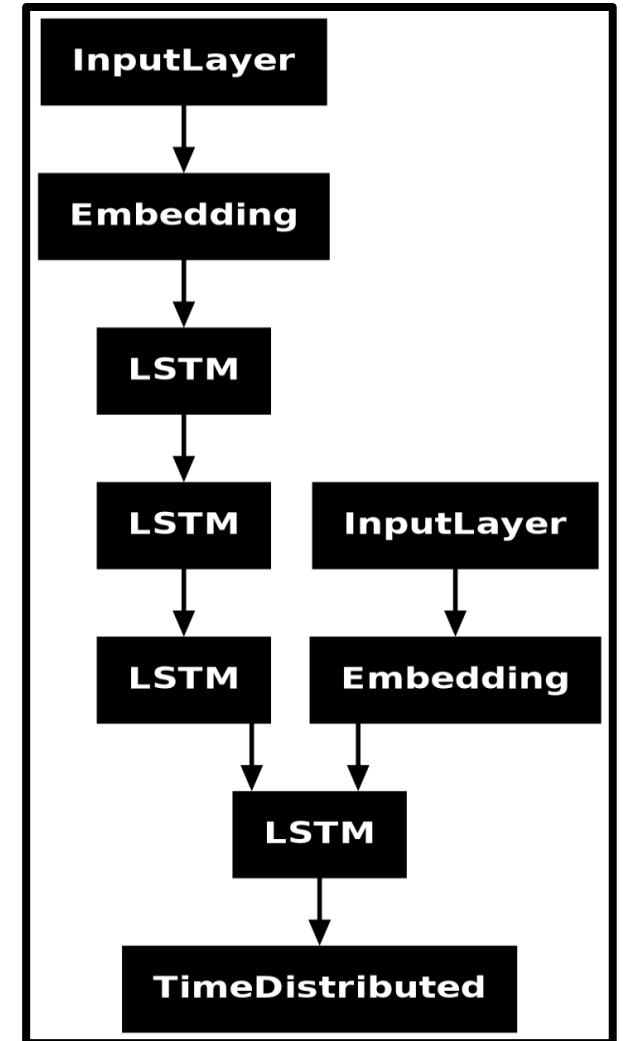 InputLayer
Embedding
LSTM
LSTM
InputLayer
LSTM
Embedding
LSTM
TimeDistributed